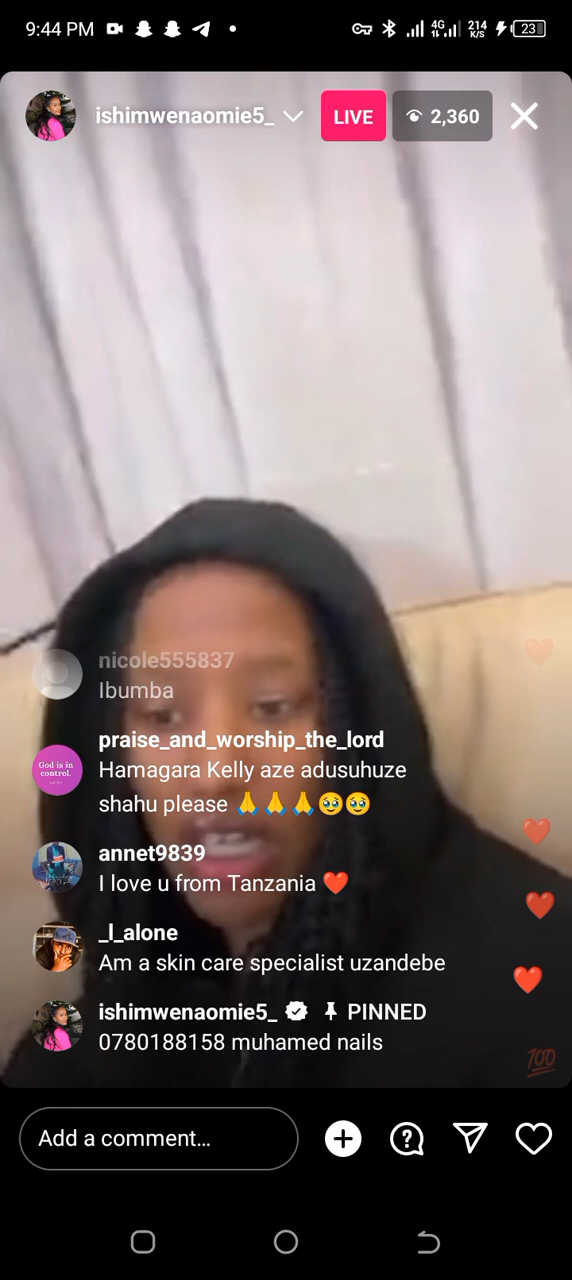 9:44 PM
4G
214
K/S
23
ishimwenaomie5_
LIVE
2,360
nicole555837
Ibumba
God is in
control.
praise_and_worship_the_lord
Hamagara Kelly aze adusuhuze
shahu please 🙏🙏🙏🥹🥹
annet9839
I love u from Tanzania ❤️
_l_alone
Am a skin care specialist uzandebe
ishimwenaomie5_ PINNED
0780188158 muhamed nails
💯
Add a comment...